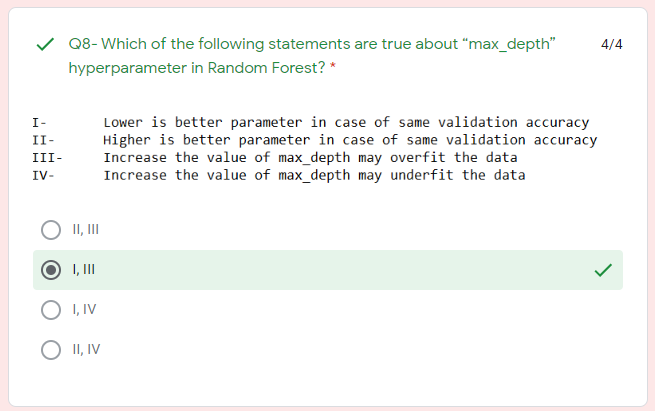 Q8- Which of the following statements are true about “max_depth” 4/4
hyperparameter in Random Forest? *
I- Lower is better parameter in case of same validation accuracy
II- Higher is better parameter in case of same validation accuracy
III- Increase the value of max_depth may overfit the data
IV- Increase the value of max_depth may underfit the data
II, III
I, III
I, IV
II, IV